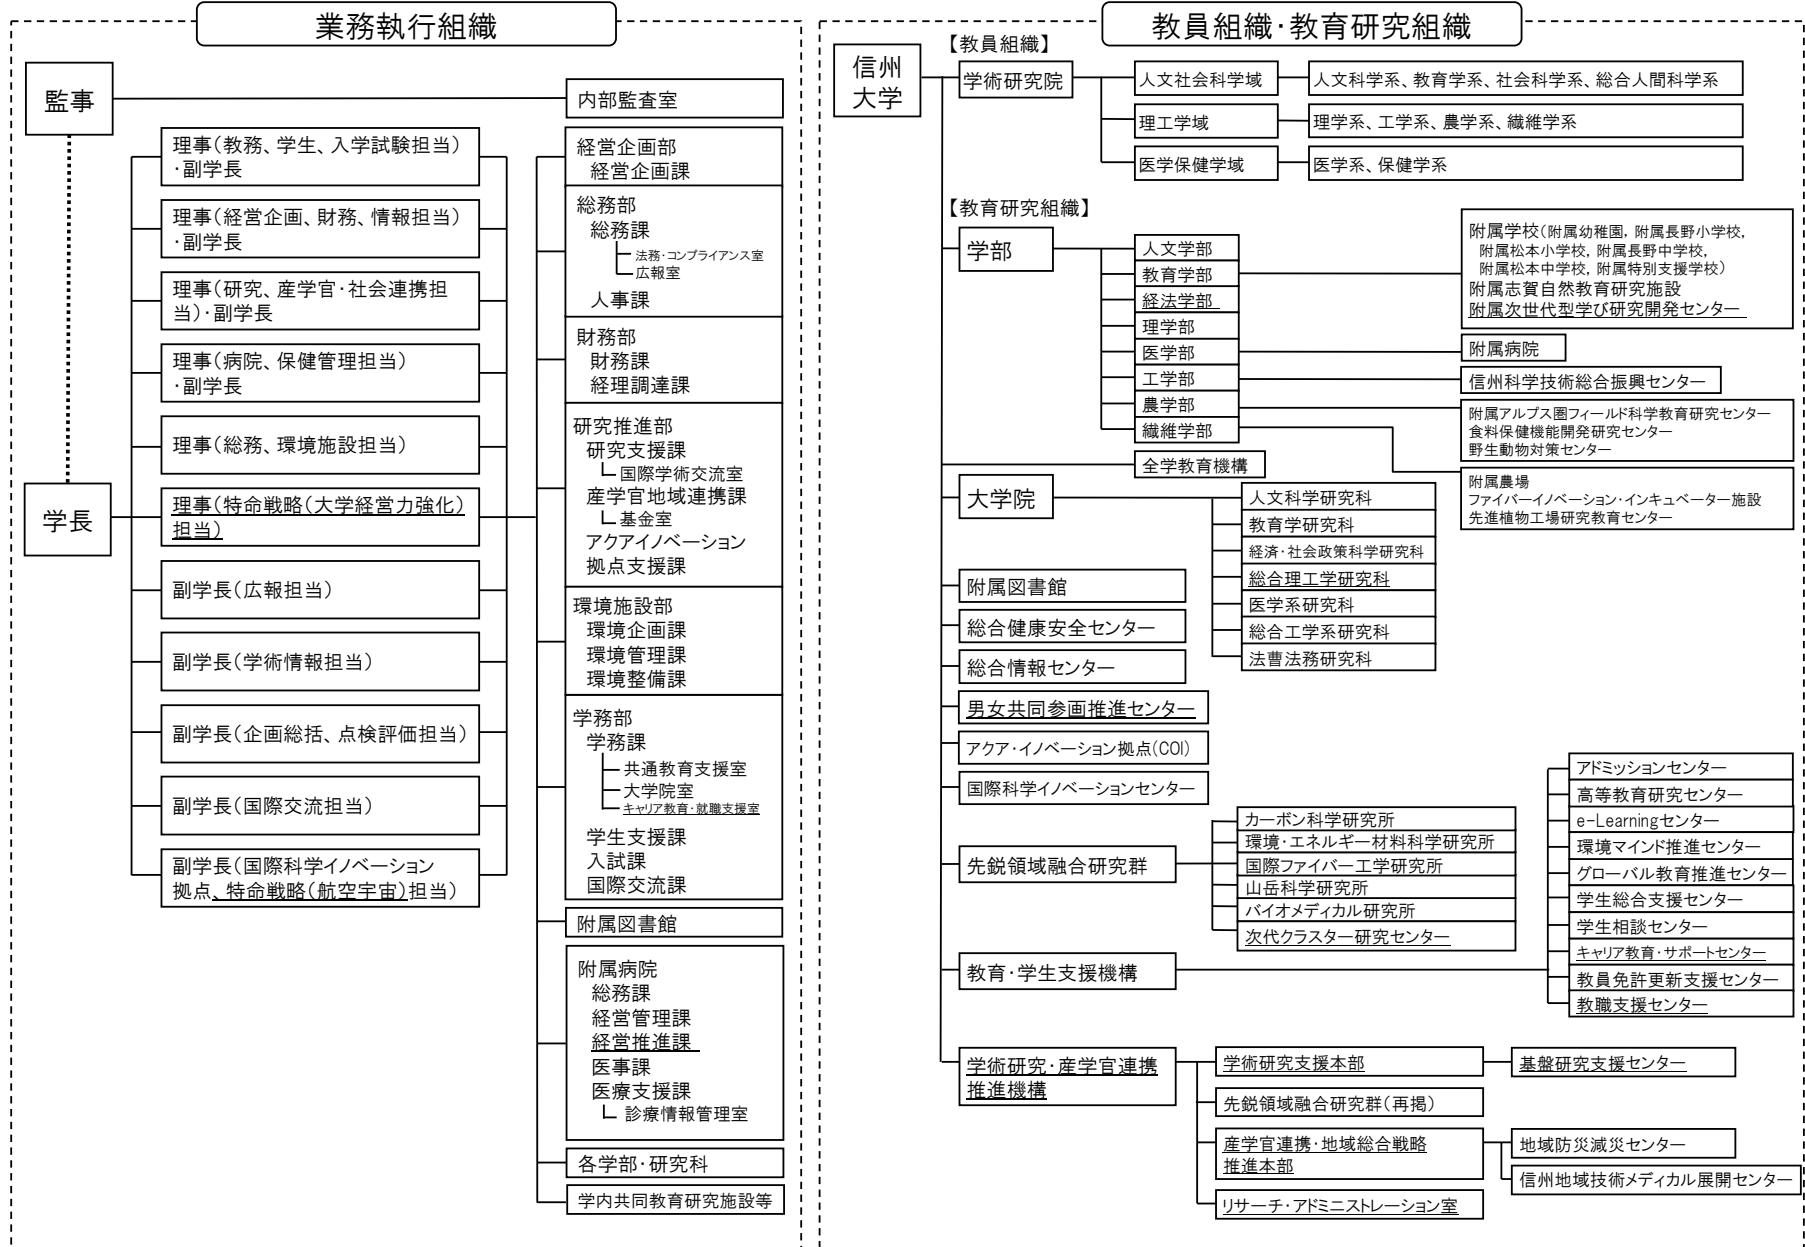 業務執行組織
監事
内部監査室
学長
理事(教務、学生、入学試験担当)
・副学長
理事(経営企画、財務、情報担当)
・副学長
理事(研究、産学官・社会連携担
当)・副学長
理事(病院、保健管理担当)
・副学長
理事(総務、環境施設担当)
理事(特命戦略(大学経営力強化)
担当)
副学長(広報担当)
副学長(学術情報担当)
副学長(企画総括、点検評価担当)
副学長(国際交流担当)
副学長(国際科学イノベーション
拠点、特命戦略(航空宇宙)担当)
経営企画部
経営企画課
総務部
総務課
法務・コンプライアンス室
広報室
人事課
財務部
財務課
経理調達課
研究推進部
研究支援課
国際学術交流室
産学官地域連携課
基金室
アクアイノベーション
拠点支援課
環境施設部
環境企画課
環境管理課
環境整備課
学務部
学務課
共通教育支援室
大学院室
キャリア教育・就職支援室
学生支援課
入試課
国際交流課
附属図書館
附属病院
総務課
経営管理課
経営推進課
医事課
医療支援課
診療情報管理室
各学部・研究科
学内共同教育研究施設等
教員組織・教育研究組織
信州
大学
【教員組織】
学術研究院
人文社会科学域
人文科学系、教育学系、社会科学系、総合人間科学系
理工学域
理学系、工学系、農学系、繊維学系
医学保健学域
医学系、保健学系
【教育研究組織】
学部
人文学部
教育学部
経法学部
理学部
医学部
工学部
農学部
繊維学部
附属学校(附属幼稚園, 附属長野小学校,
附属松本小学校, 附属長野中学校,
附属松本中学校, 附属特別支援学校)
附属志賀自然教育研究施設
附属次世代型学び研究開発センター
附属病院
信州科学技術総合振興センター
附属アルプス圏フィールド科学教育研究センター
食料保健機能開発研究センター
野生動物対策センター
附属農場
ファイバーイノベーション・インキュベーター施設
先進植物工場研究教育センター
全学教育機構
大学院
人文科学研究科
教育学研究科
経済・社会政策科学研究科
総合理工学研究科
医学系研究科
総合工学系研究科
法曹法務研究科
附属図書館
総合健康安全センター
総合情報センター
男女共同参画推進センター
アクア・イノベーション拠点(COI)
国際科学イノベーションセンター
先鋭領域融合研究群
カーボン科学研究所
環境・エネルギー材料科学研究所
国際ファイバー工学研究所
山岳科学研究所
バイオメディカル研究所
次代クラスター研究センター
教育・学生支援機構
アドミッションセンター
高等教育研究センター
e-Learningセンター
環境マインド推進センター
グローバル教育推進センター
学生総合支援センター
学生相談センター
キャリア教育・サポートセンター
教員免許更新支援センター
教職支援センター
学術研究・産学官連携
推進機構
学術研究支援本部
基盤研究支援センター
先鋭領域融合研究群(再掲)
産学官連携・地域総合戦略
推進本部
地域防災減災センター
信州地域技術メディカル展開センター
リサーチ・アドミニストレーション室